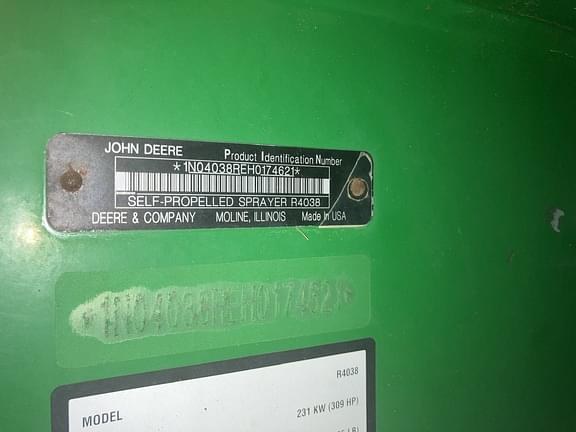 JOHN DEERE Product Identification Number
*1N04038REH0174621*
SELF-PROPELLED SPRAYER R4038
DEERE & COMPANY MOLINE, ILLINOIS Made In USA
*1N04038REH0174621*
R4038
MODEL 231 KW (309 HP)